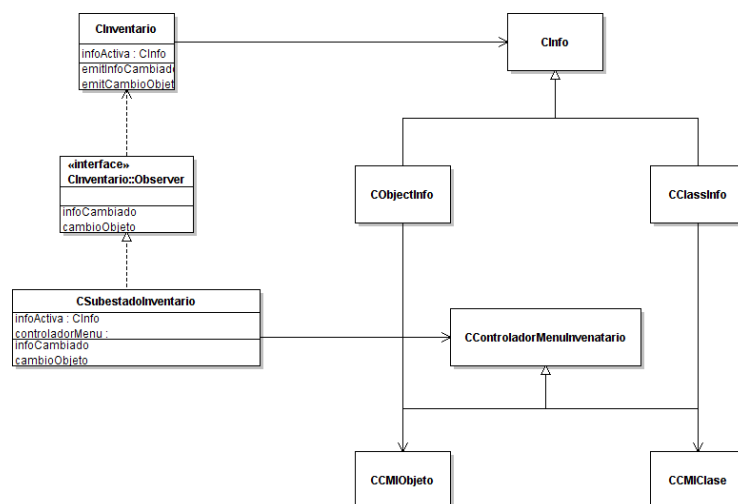 CInventario
infoActiva : CInfo
emitInfoCambiado
emitCambioObjet
CInfo
«interface»
CInventario::Observer
infoCambiado
cambioObjeto
CObjectInfo
CClassInfo
CSubestadoInventario
infoActiva : CInfo
controladorMenu :
infoCambiado
cambioObjeto
CControladorMenuInvenatario
CCMIObjeto
CCMIClase